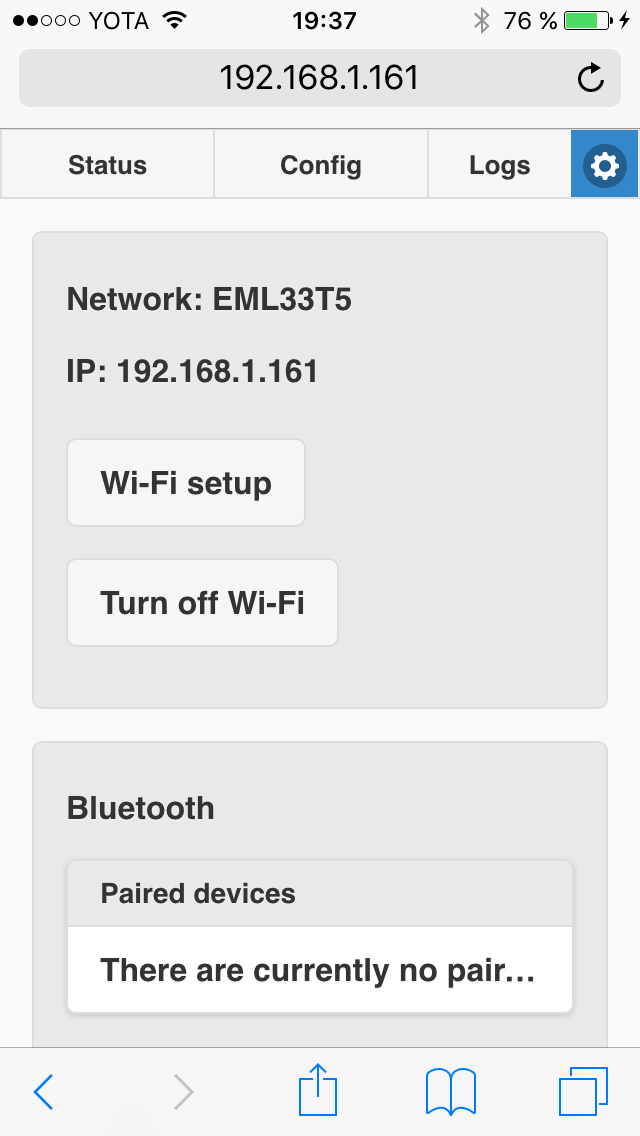 YOTA 19:37 76 %
192.168.1.161
Status Config Logs
Network: EML33T5
IP: 192.168.1.161
Wi-Fi setup
Turn off Wi-Fi
Bluetooth
Paired devices
There are currently no pair...